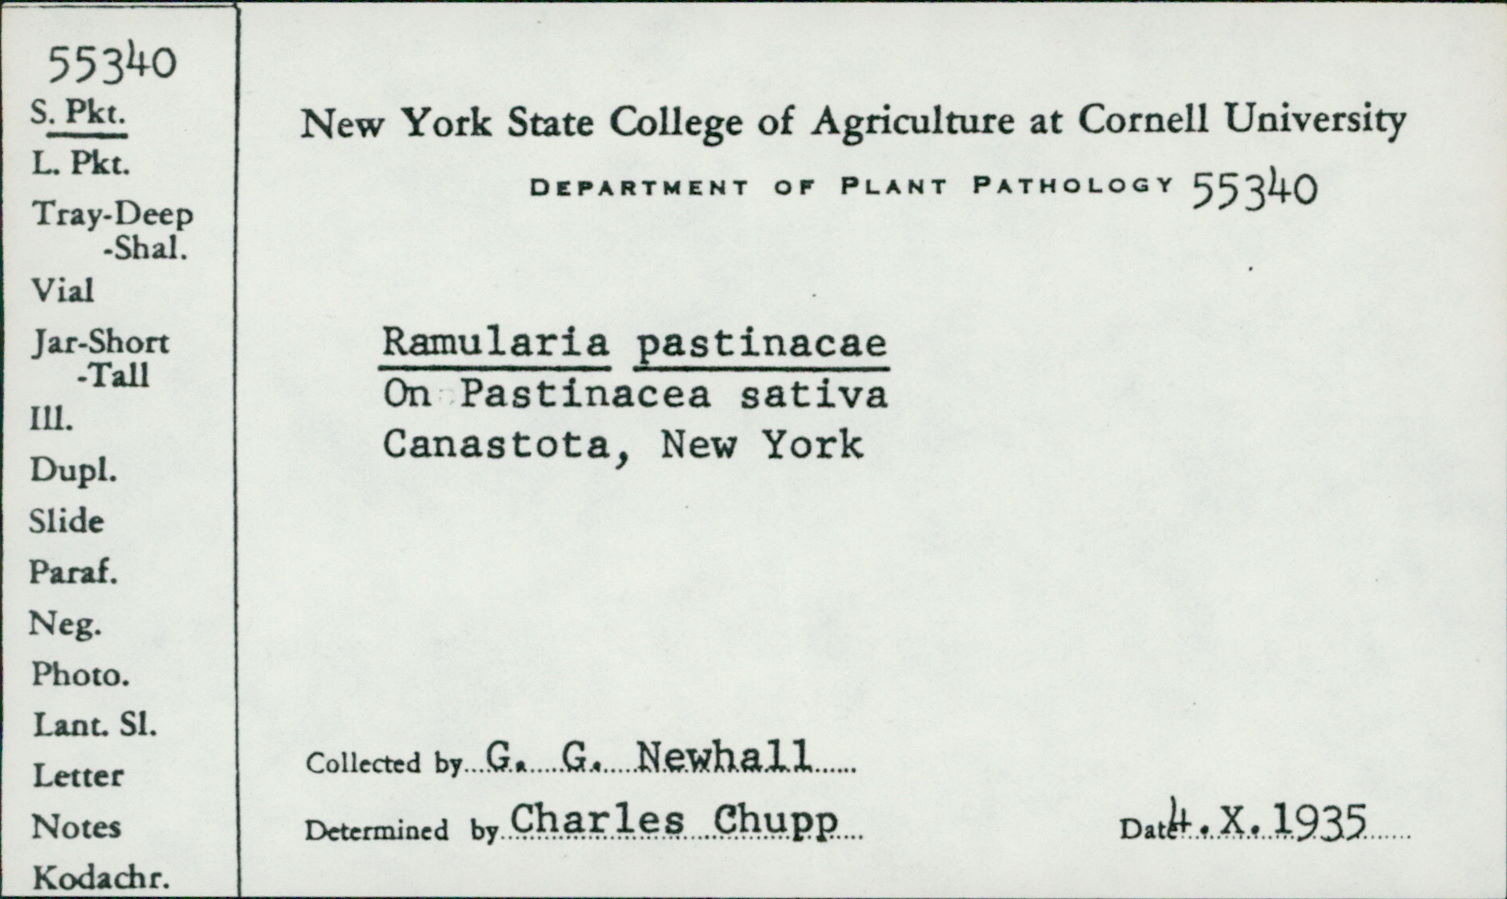 55340
S. Pkt.
L. Pkt.
Tray-Deep
-Shal.
Vial
Jar-Short
-Tall
Ill.
Dupl.
Slide
Paraf.
Neg.
Photo.
Lant. Sl.
Letter
Notes
Kodachr.
New York State College of Agriculture at Cornell University
DEPARTMENT OF PLANT PATHOLOGY 55340
Ramularia pastinacae
On Pastinacea sativa
Canastota, New York
Collected by G. G. Newhall
Determined by Charles Chupp
Date 4. X. 1935